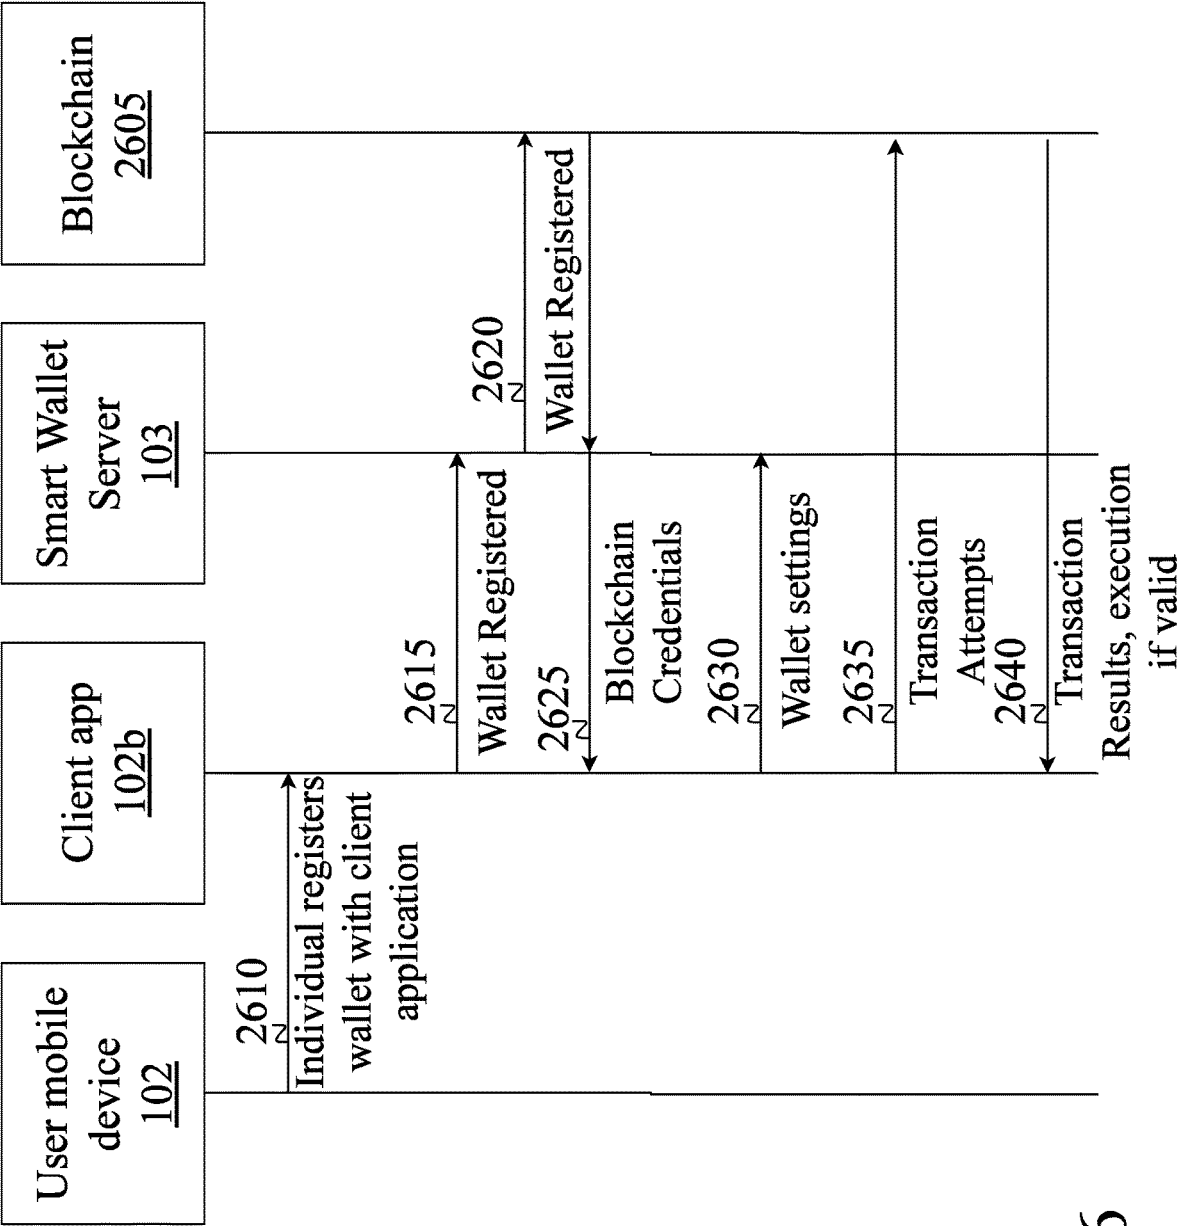 User mobile
device
102
Client app
102b
Smart Wallet
Server
103
Blockchain
2605
2610
Individual registers
wallet with client
application
2615
Wallet Registered
2620
Wallet Registered
2625
Blockchain
Credentials
2630
Wallet settings
2635
Transaction
Attempts
2640
Transaction
Results, execution
if valid